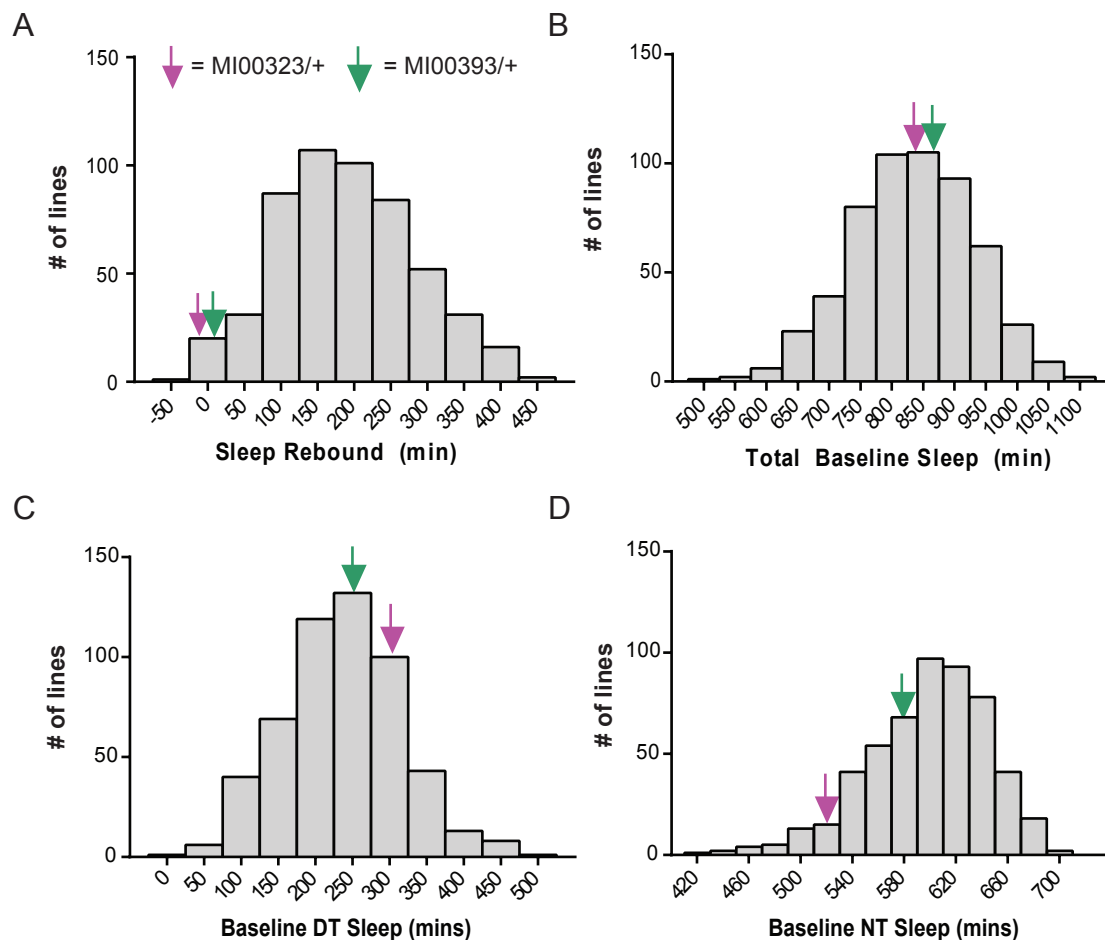 A
B
150
= MI00323/+ = MI00393/+
100
50
0
# of lines
-50 0 50 100 150 200 250 300 350 400 450
Sleep Rebound (min)
150
100
50
0
# of lines
500 550 600 650 700 750 800 850 900 950 1000 1050 1100
Total Baseline Sleep (min)
C
D
150
100
50
0
# of lines
0 50 100 150 200 250 300 350 400 450 500
Baseline DT Sleep (mins)
150
100
50
0
# of lines
420 460 500 540 580 620 660 700
Baseline NT Sleep (mins)